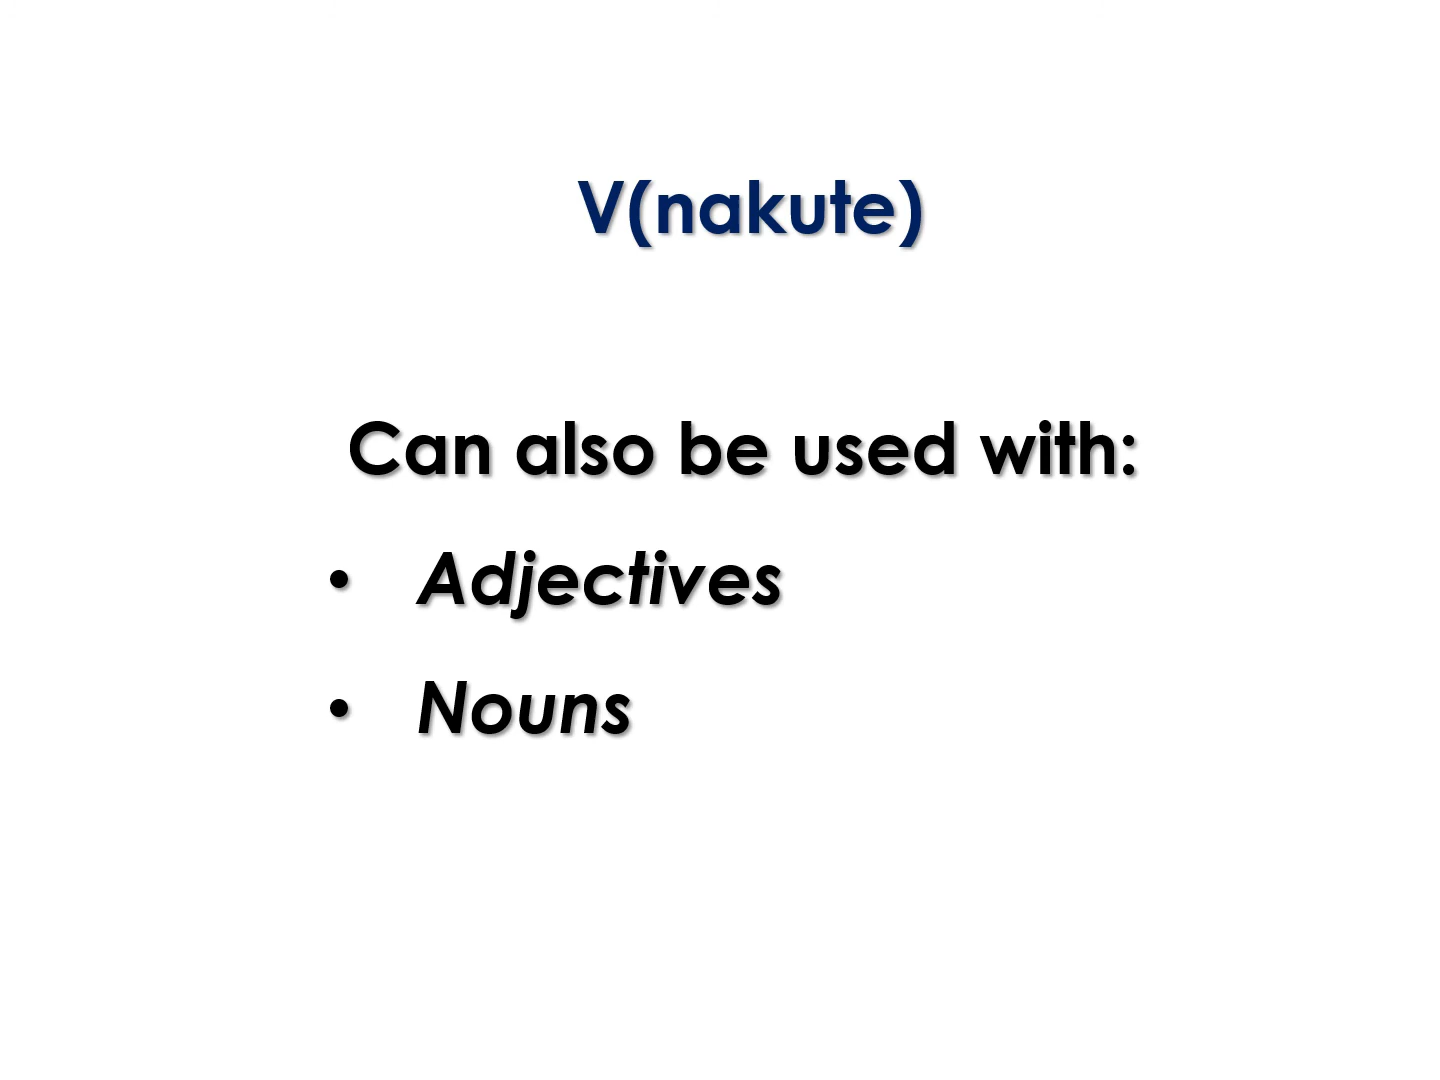 V(nakute)
Can also be used with:
• Adjectives
• Nouns